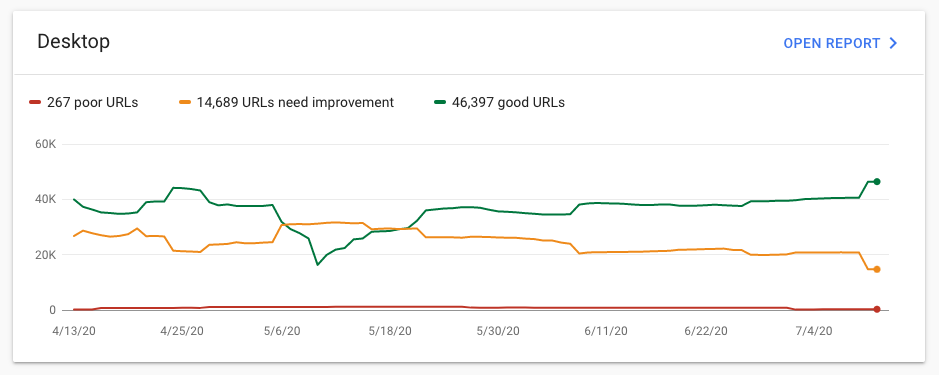 Desktop
OPEN REPORT
267 poor URLs
14,689 URLs need improvement
46,397 good URLs
60K
40K
20K
0
4/13/20 4/25/20 5/6/20 5/18/20 5/30/20 6/11/20 6/22/20 7/4/20